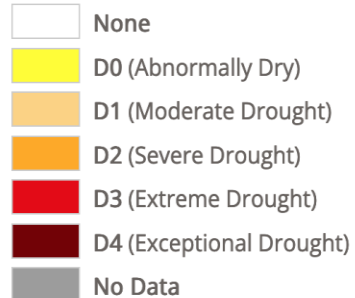 None
D0 (Abnormally Dry)
D1 (Moderate Drought)
D2 (Severe Drought)
D3 (Extreme Drought)
D4 (Exceptional Drought)
No Data